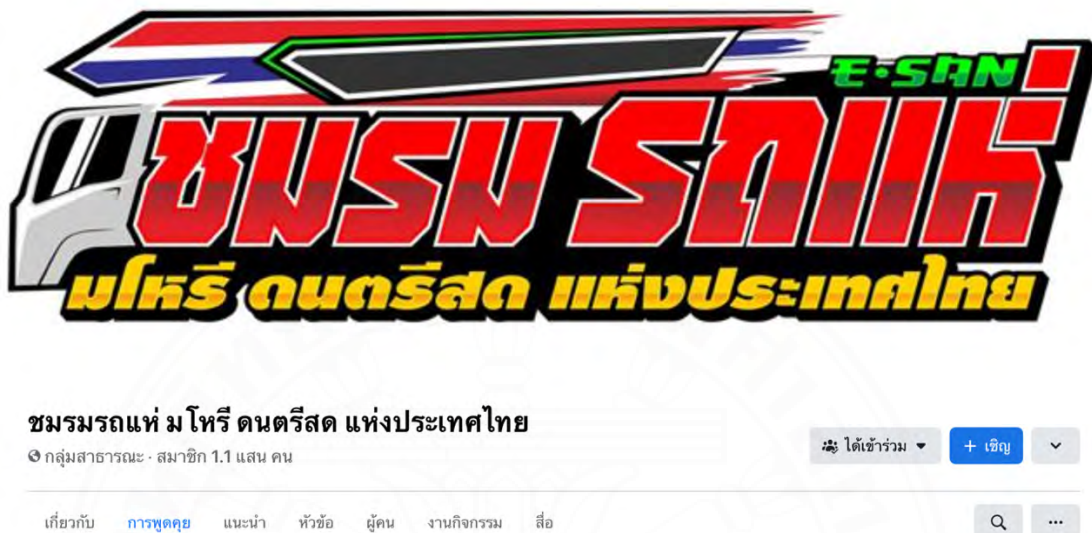 E•SAN
ชมรม รถแห่
มโหรี ดนตรีสด แห่งประเทศไทย
ชมรมรถแห่ มโหรี ดนตรีสด แห่งประเทศไทย
กลุ่มสาธารณะ · สมาชิก 1.1 แสน คน
ได้เข้าร่วม
+ เชิญ
เกี่ยวกับ การพูดคุย แนะนำ หัวข้อ ผู้คน งานกิจกรรม สื่อ